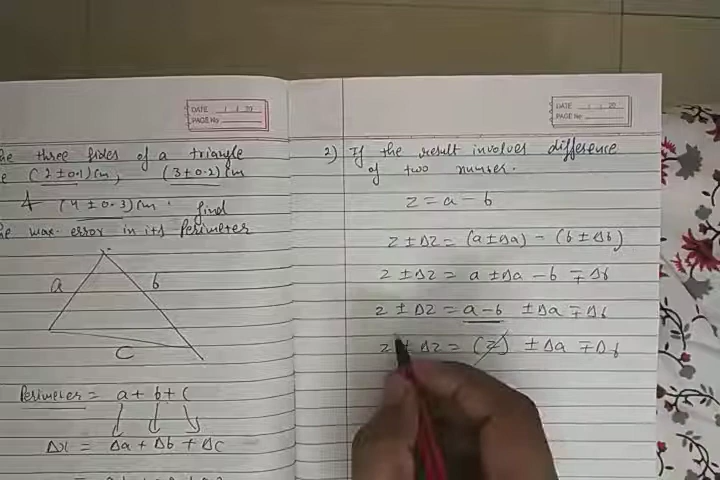 DATE / / 20
PAGE No
he three sides of a triangle
e (2 ± 0.1) cm, (3 ± 0.2) cm
(4 ± 0.3) cm. find
he max. error in its Perimeter
a b
C
Perimeter = a + b + C
Δx = Δa + Δb + ΔC
DATE / / 20
PAGE No
2) If the result involves difference
of two number.
z = a - b
z ± Δz = (a ± Δa) - (b ± Δb)
z ± Δz = a ± Δa - b ∓ Δb
z ± Δz = a - b ± Δa ∓ Δb
z ± Δz = (z) ± Δa ∓ Δb